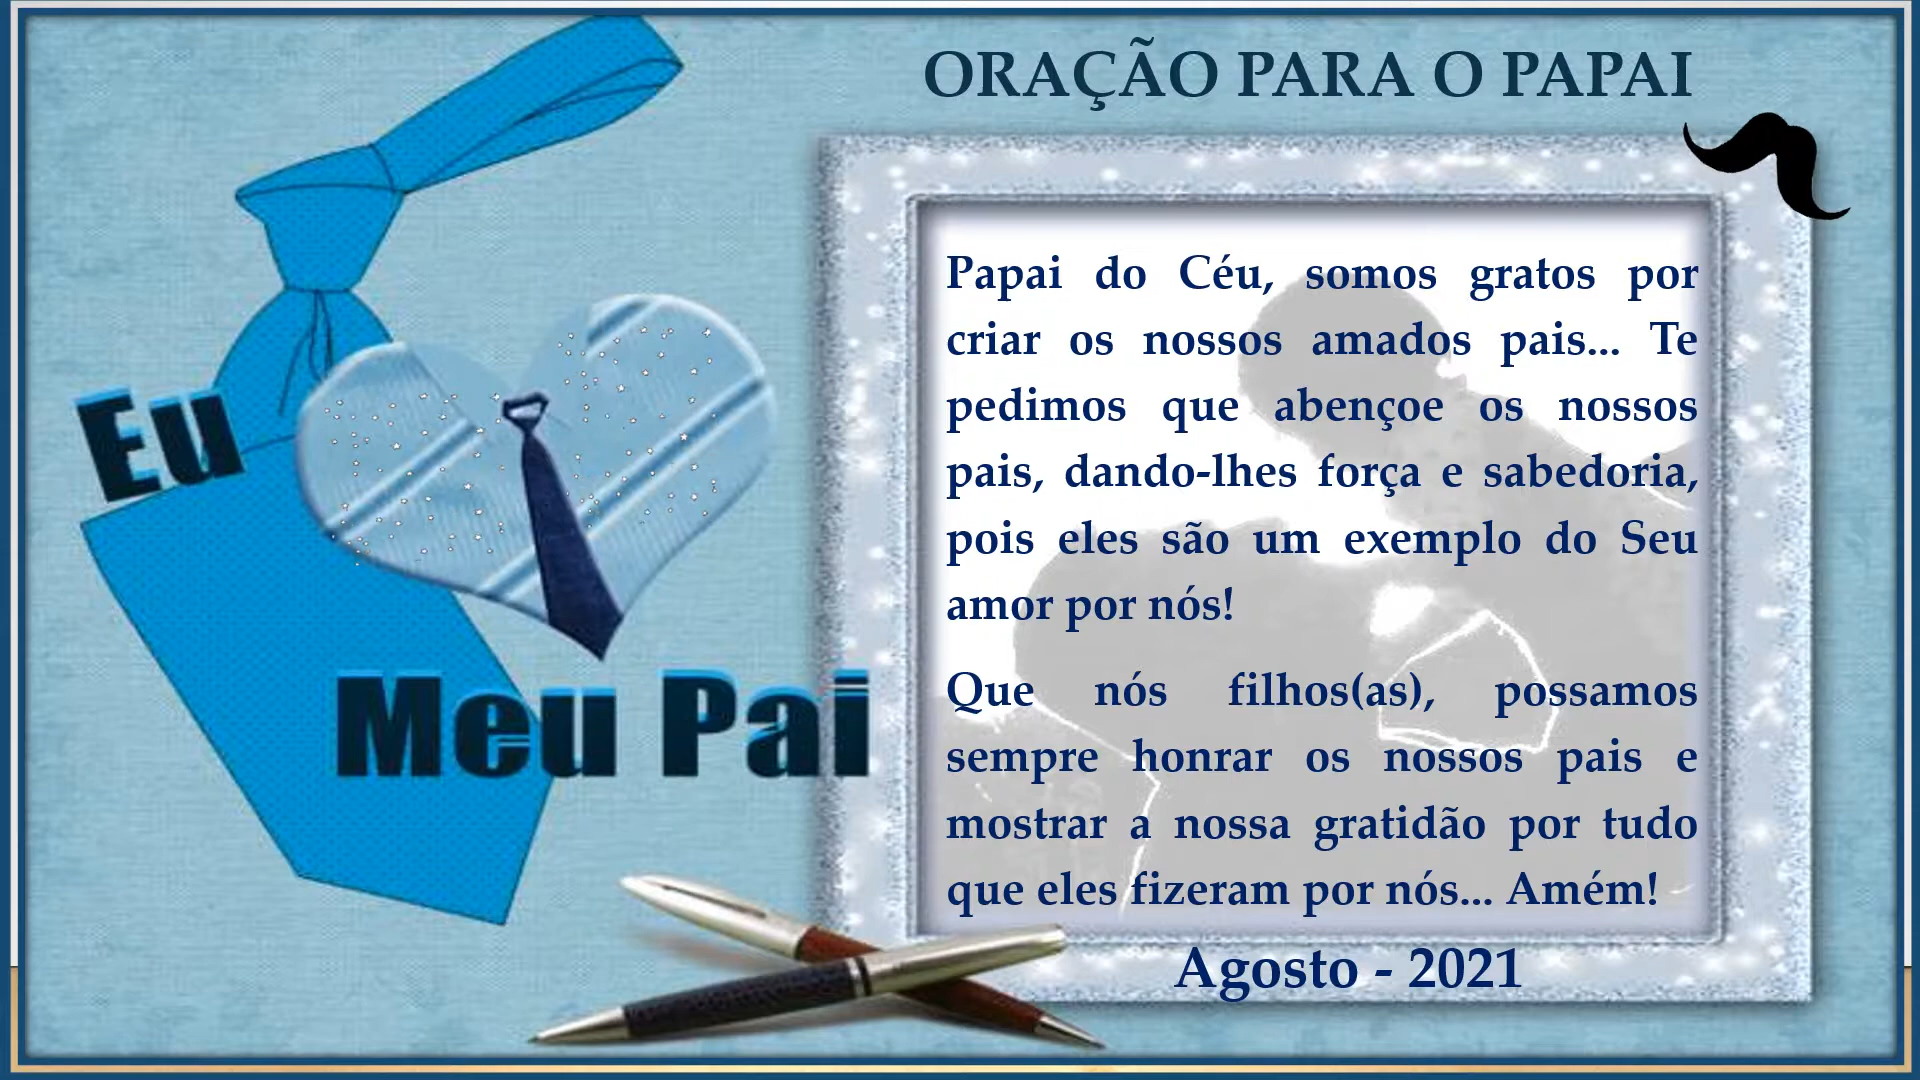 ORAÇÃO PARA O PAPAI
Eu
Meu Pai
Papai do Céu, somos gratos por
criar os nossos amados pais... Te
pedimos que abençoe os nossos
pais, dando-lhes força e sabedoria,
pois eles são um exemplo do Seu
amor por nós!
Que nós filhos(as), possamos
sempre honrar os nossos pais e
mostrar a nossa gratidão por tudo
que eles fizeram por nós... Amém!
Agosto - 2021